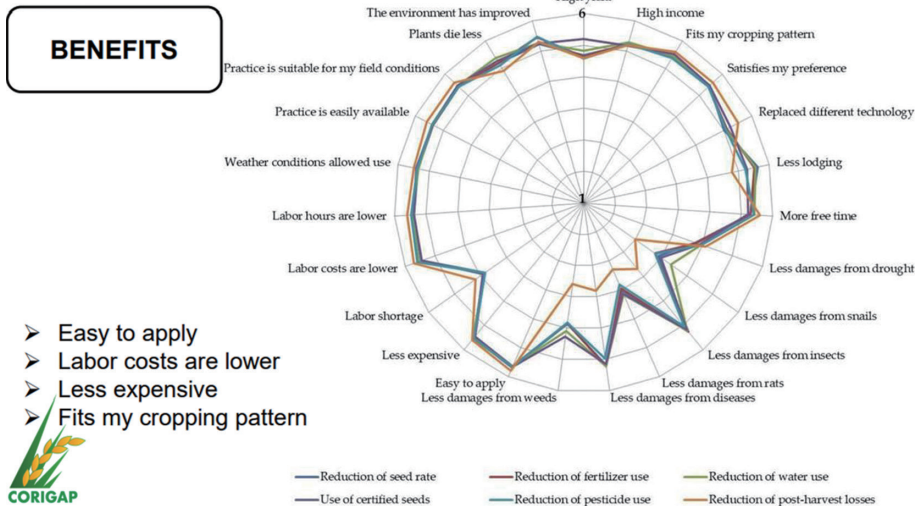 BENEFITS
6
1
High income
Fits my cropping pattern
Satisfies my preference
Replaced different technology
Less lodging
More free time
Less damages from drought
Less damages from snails
Less damages from insects
Less damages from rats
Less damages from diseases
Less damages from weeds
Easy to apply
Less expensive
Labor shortage
Labor costs are lower
Labor hours are lower
Weather conditions allowed use
Practice is easily available
Practice is suitable for my field conditions
Plants die less
The environment has improved
➢ Easy to apply
➢ Labor costs are lower
➢ Less expensive
➢ Fits my cropping pattern
CORIGAP
Reduction of seed rate
Reduction of fertilizer use
Reduction of water use
Use of certified seeds
Reduction of pesticide use
Reduction of post-harvest losses